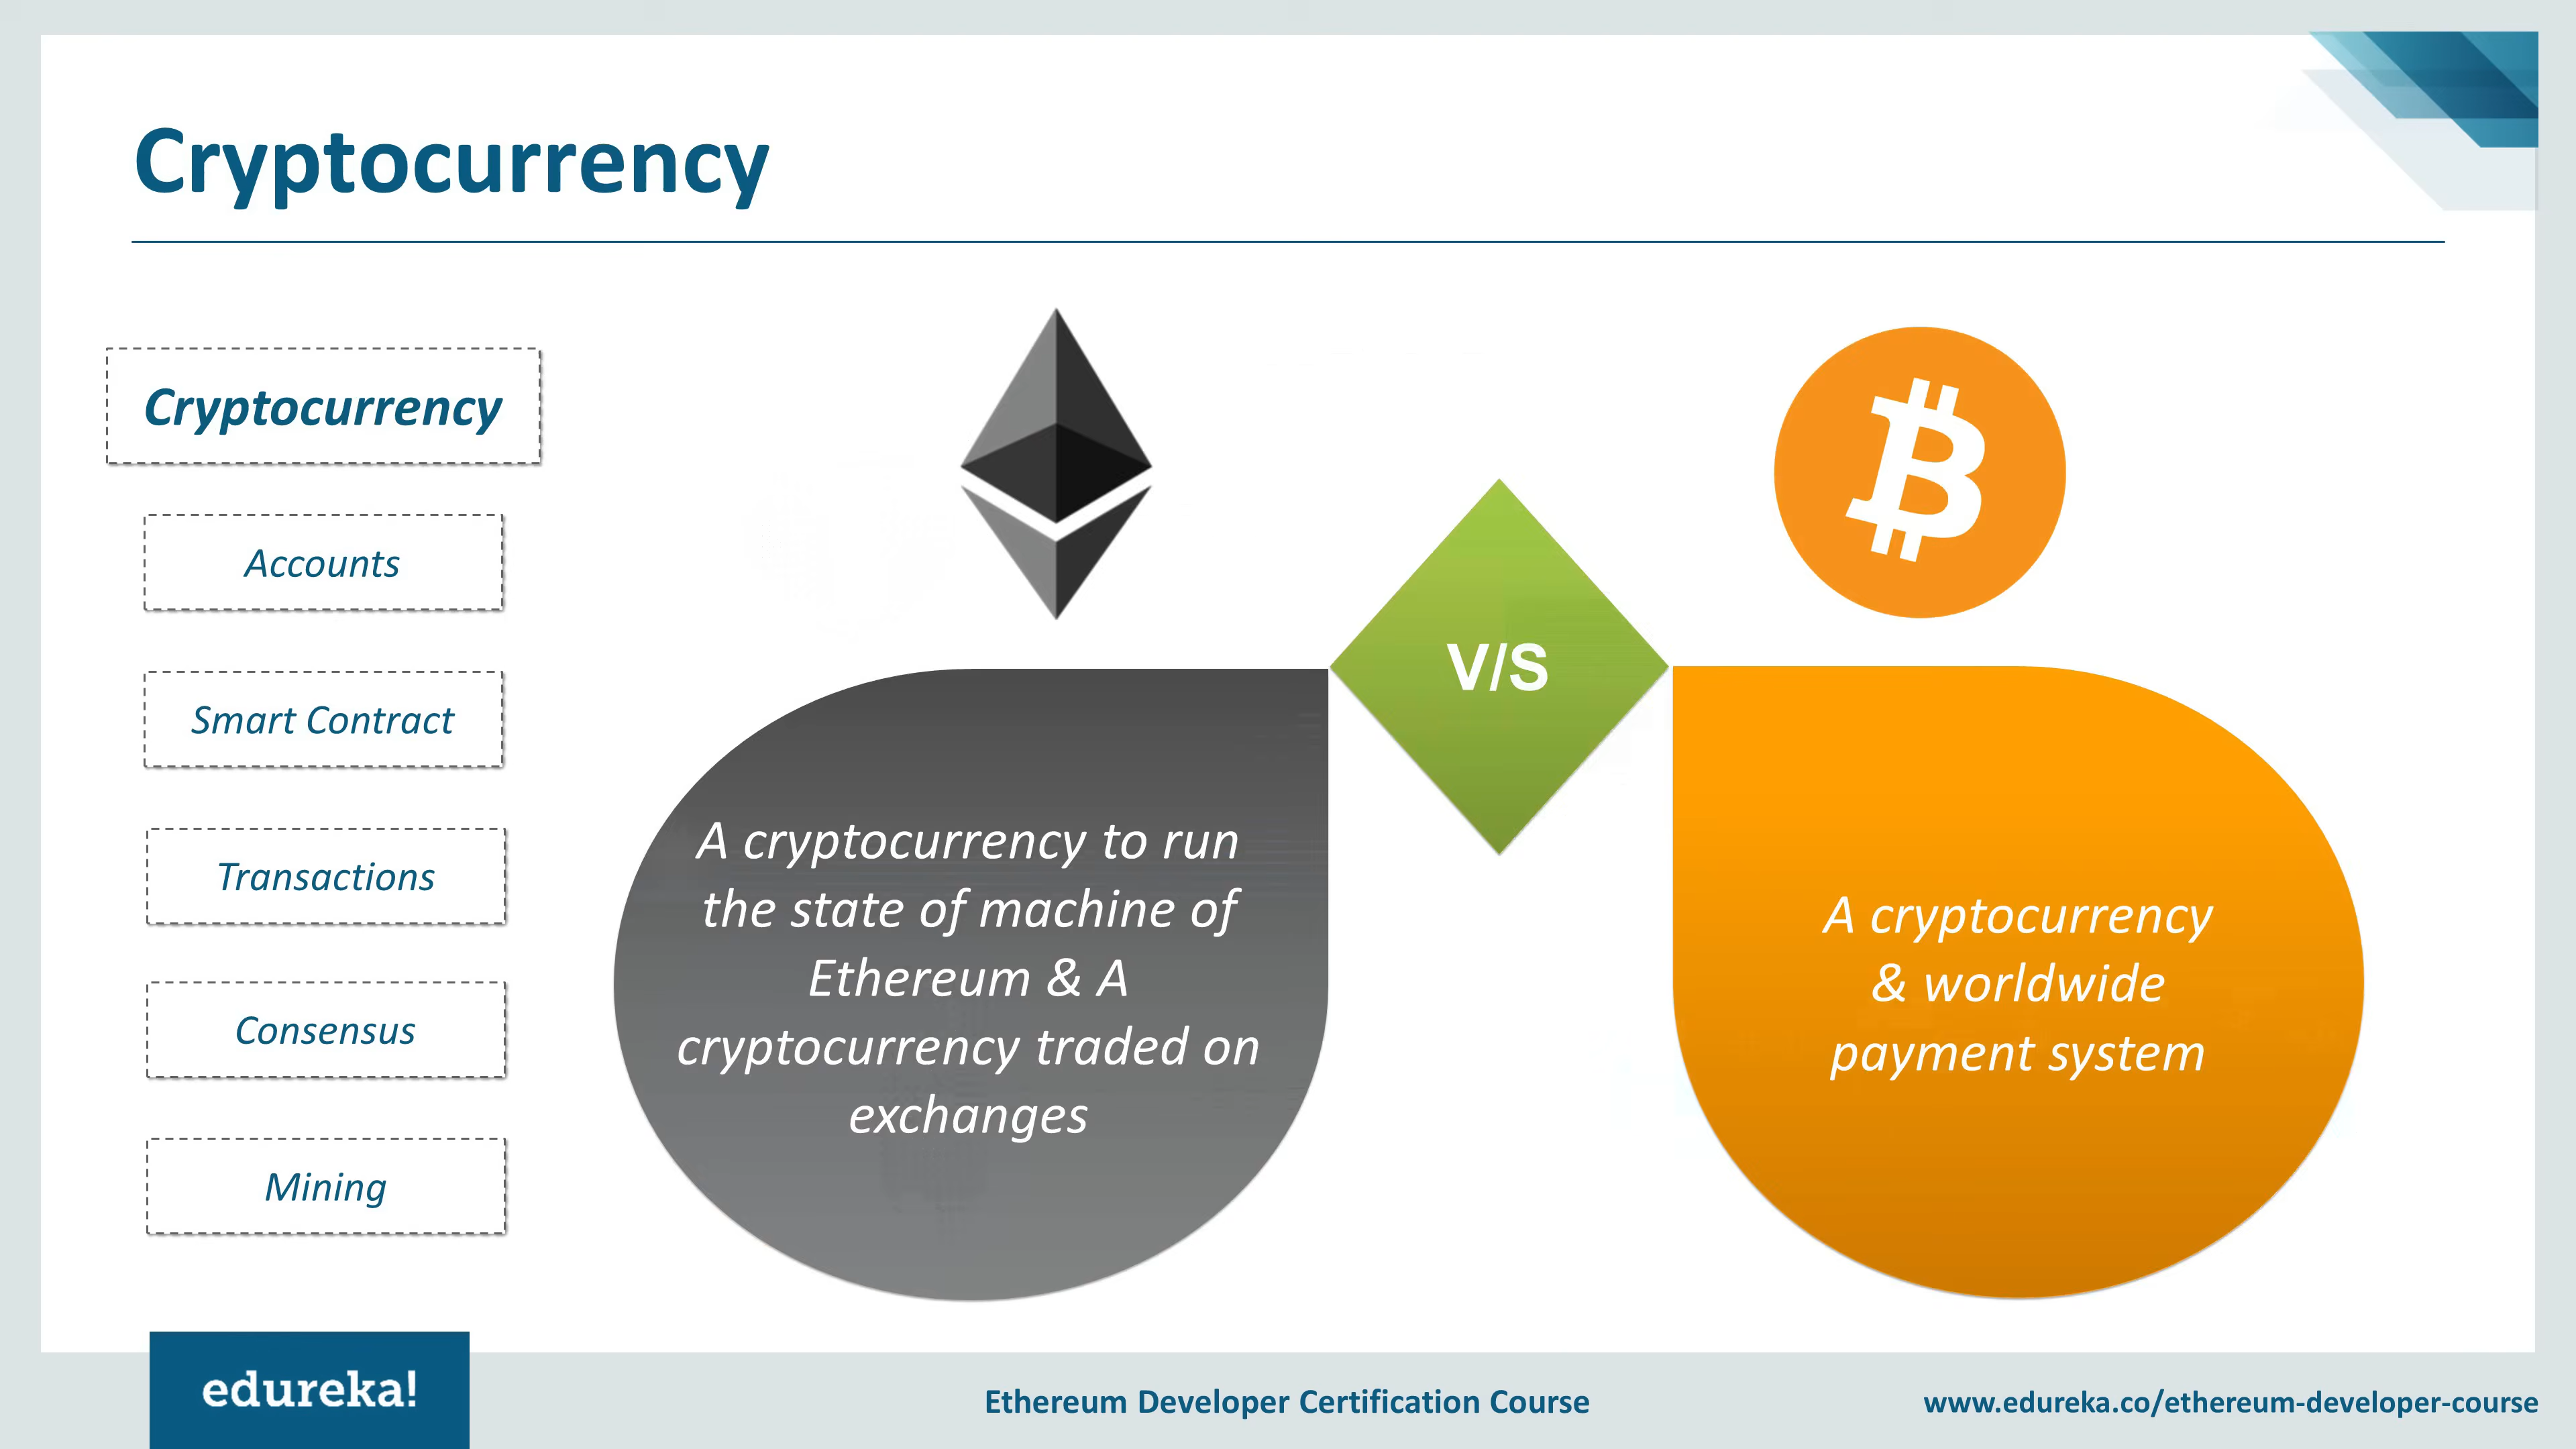 Cryptocurrency
Cryptocurrency
Accounts
Smart Contract
Transactions
Consensus
Mining
A cryptocurrency to run
the state of machine of
Ethereum & A
cryptocurrency traded on
exchanges
V/S
A cryptocurrency
& worldwide
payment system
edureka!
Ethereum Developer Certification Course
www.edureka.co/ethereum-developer-course